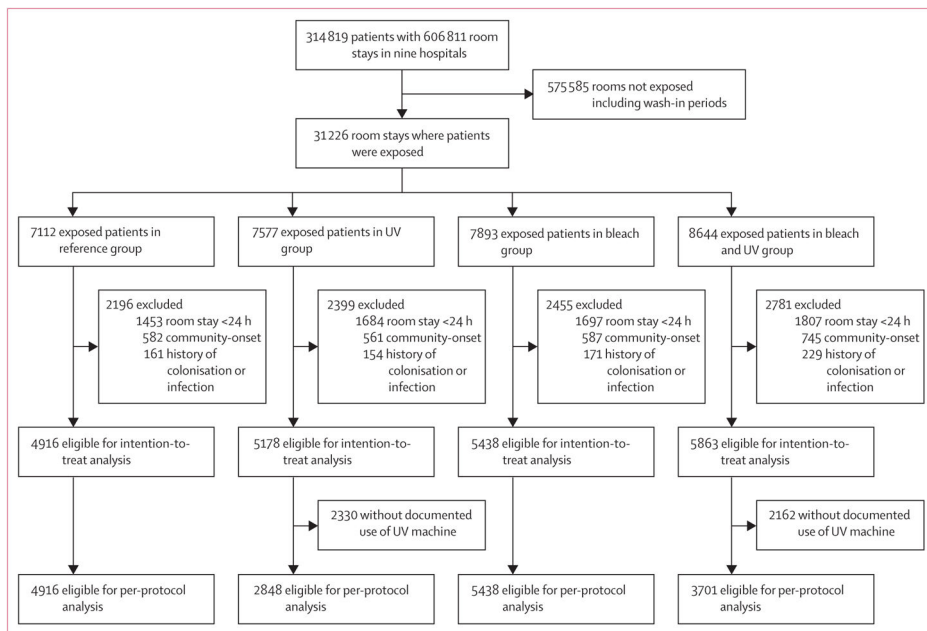 314 819 patients with 606 811 room
stays in nine hospitals
575 585 rooms not exposed
including wash-in periods
31 226 room stays where patients
were exposed
7112 exposed patients in
reference group
7577 exposed patients in UV
group
7893 exposed patients in bleach
group
8644 exposed patients in bleach
and UV group
2196 excluded
1453 room stay <24 h
582 community-onset
161 history of
colonisation or
infection
2399 excluded
1684 room stay <24 h
561 community-onset
154 history of
colonisation or
infection
2455 excluded
1697 room stay <24 h
587 community-onset
171 history of
colonisation or
infection
2781 excluded
1807 room stay <24 h
745 community-onset
229 history of
colonisation or
infection
4916 eligible for intention-to-
treat analysis
5178 eligible for intention-to-
treat analysis
5438 eligible for intention-to-
treat analysis
5863 eligible for intention-to-
treat analysis
2330 without documented
use of UV machine
2162 without documented
use of UV machine
4916 eligible for per-protocol
analysis
2848 eligible for per-protocol
analysis
5438 eligible for per-protocol
analysis
3701 eligible for per-protocol
analysis